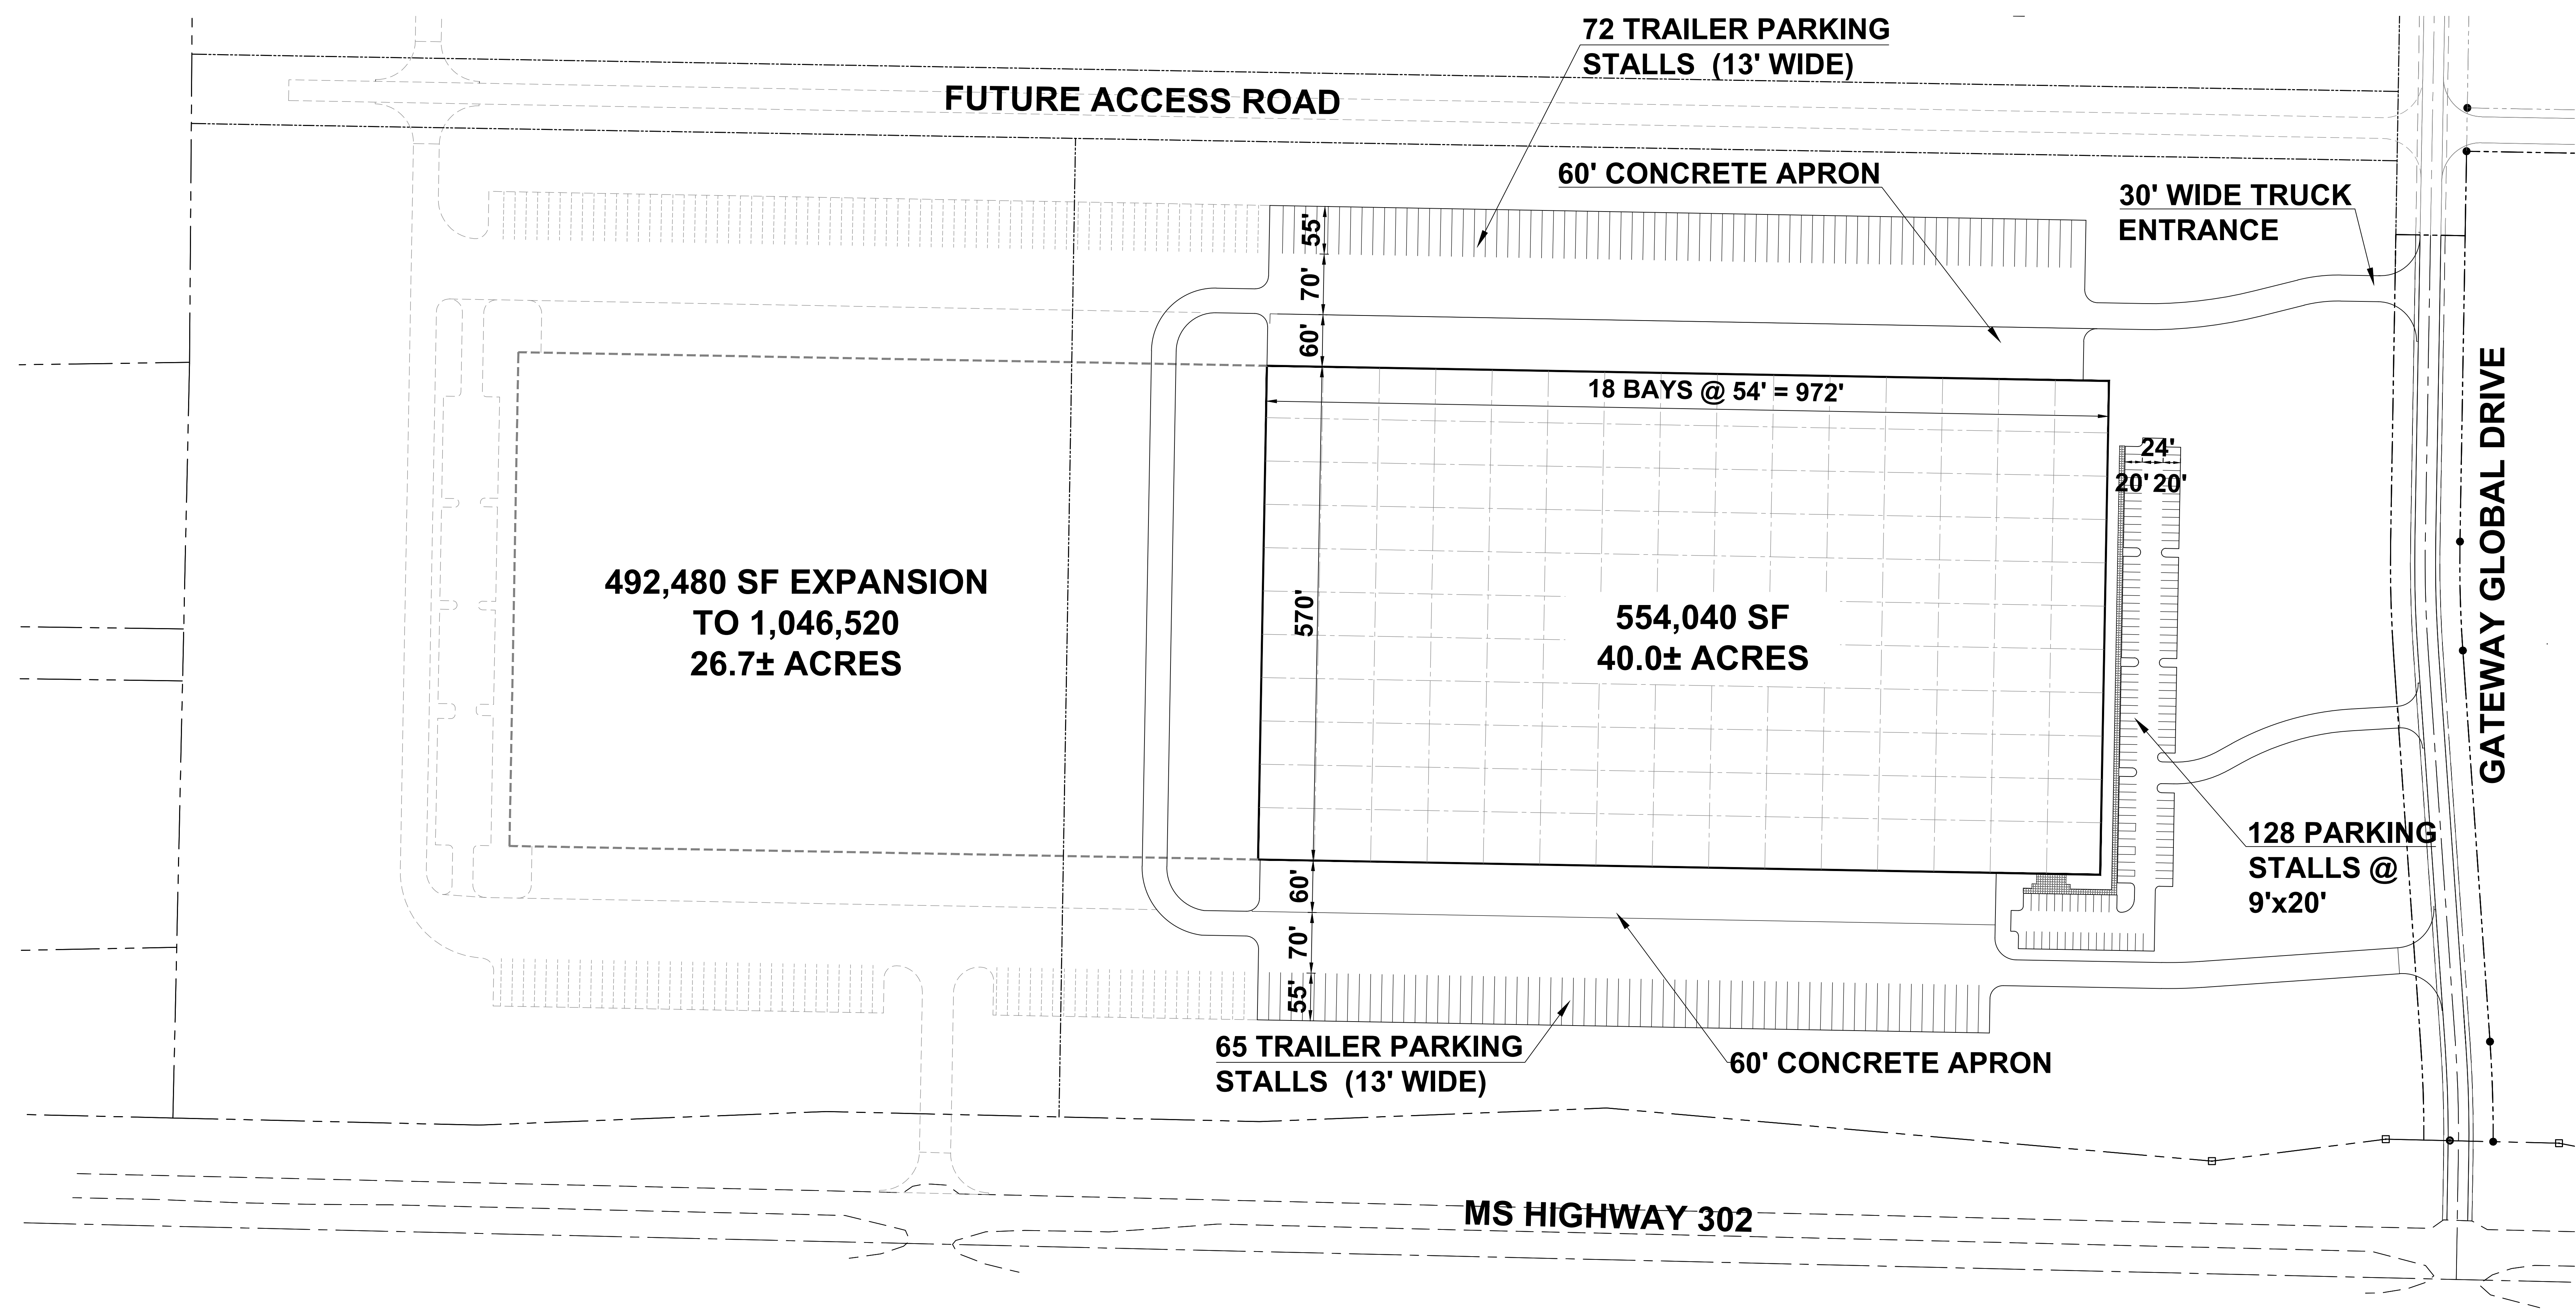 72 TRAILER PARKING
STALLS (13' WIDE)
FUTURE ACCESS ROAD
60' CONCRETE APRON
30' WIDE TRUCK
ENTRANCE
55'
70'
60'
18 BAYS @ 54' = 972'
24'
20' 20'
GATEWAY GLOBAL DRIVE
492,480 SF EXPANSION
TO 1,046,520
26.7± ACRES
570'
554,040 SF
40.0± ACRES
128 PARKING
STALLS @
9'x20'
60'
70'
55'
65 TRAILER PARKING
STALLS (13' WIDE)
60' CONCRETE APRON
MS HIGHWAY 302